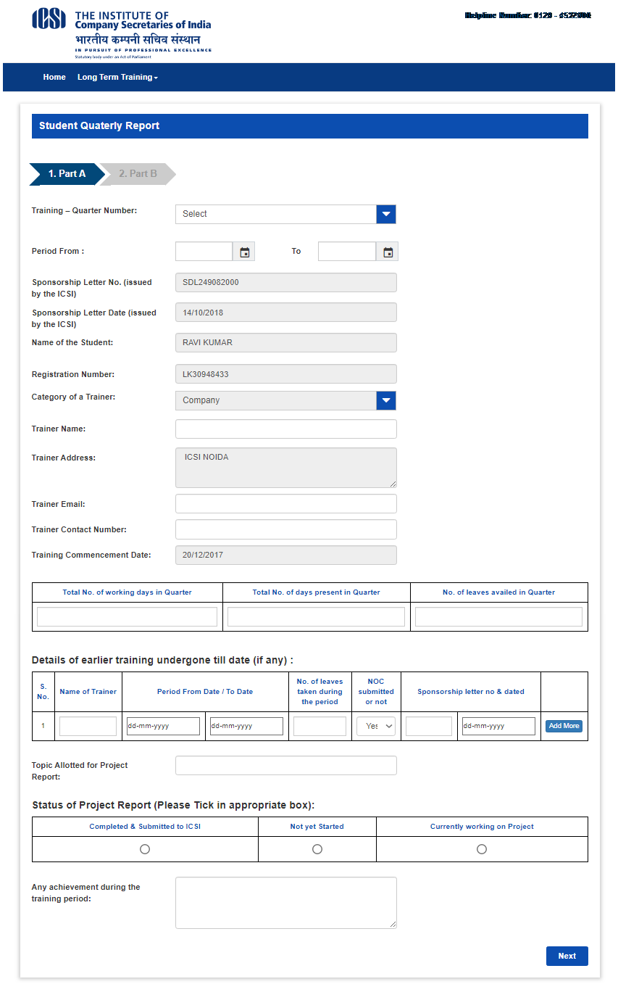 ICSI
THE INSTITUTE OF
Company Secretaries of India
भारतीय कम्पनी सचिव संस्थान
IN PURSUIT OF PROFESSIONAL EXCELLENCE
Statutory body under an Act of Parliament
Home Long Term Training
Student Quaterly Report
1. Part A 2. Part B
Training – Quarter Number: Select
Period From : To
Sponsorship Letter No. (issued
by the ICSI)
SDL249082000
Sponsorship Letter Date (issued
by the ICSI)
14/10/2018
Name of the Student: RAVI KUMAR
Registration Number: LK30948433
Category of a Trainer: Company
Trainer Name:
Trainer Address: ICSI NOIDA
Trainer Email:
Trainer Contact Number:
Training Commencement Date: 20/12/2017
Total No. of working days in Quarter Total No. of days present in Quarter No. of leaves availed in Quarter
Details of earlier training undergone till date (if any) :
S.
No.
Name of Trainer
Period From Date / To Date
No. of leaves
taken during
the period
NOC
submitted
or not
Sponsorship letter no & dated
1 dd-mm-yyyy dd-mm-yyyy Yes dd-mm-yyyy Add More
Topic Allotted for Project
Report:
Status of Project Report (Please Tick in appropriate box):
Completed & Submitted to ICSI Not yet Started Currently working on Project
Any achievement during the
training period:
Next